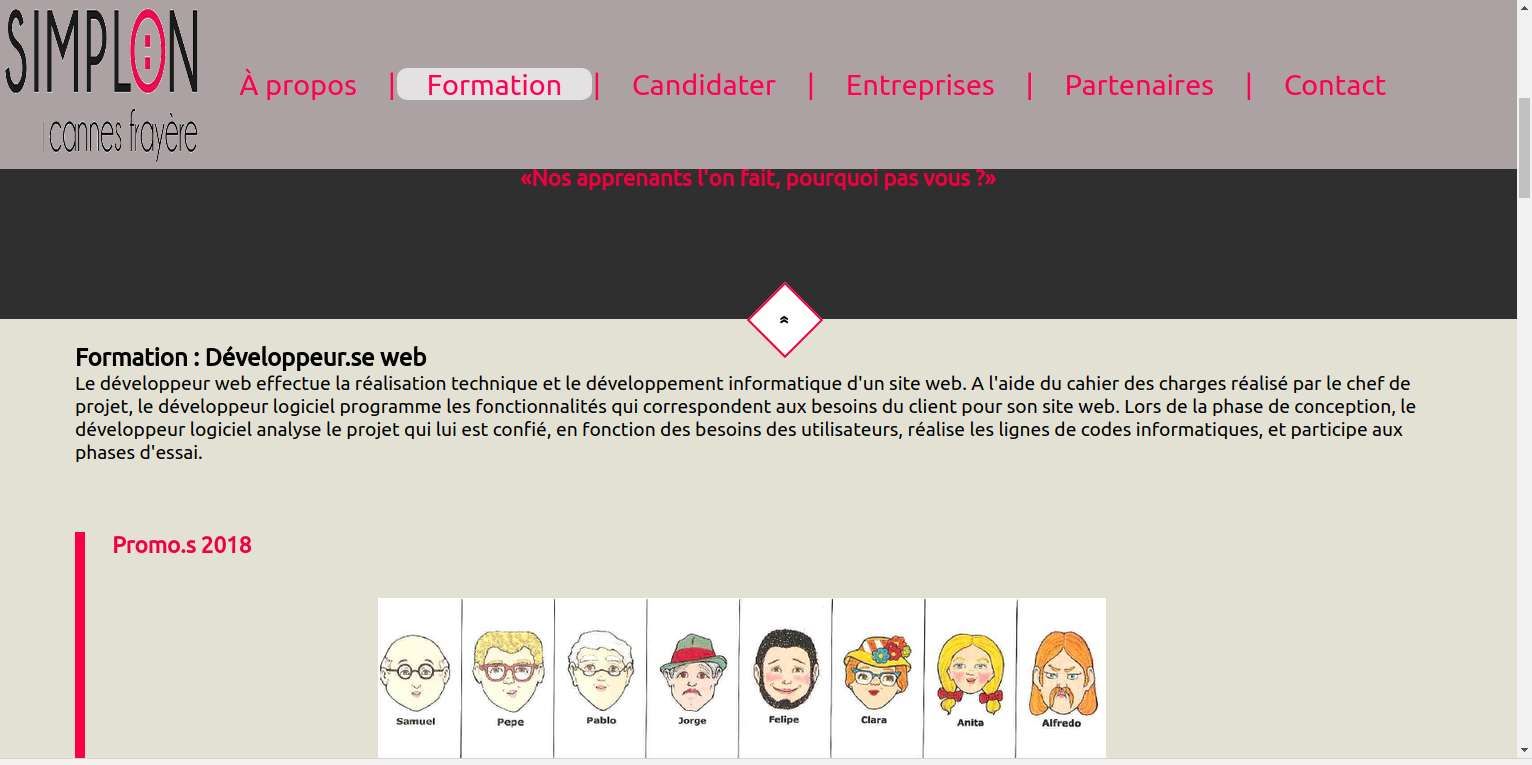 SIMPLON
cannes frayère
À propos | Formation | Candidater | Entreprises | Partenaires | Contact
«Nos apprenants l'on fait, pourquoi pas vous ?»
Formation : Développeur.se web
Le développeur web effectue la réalisation technique et le développement informatique d'un site web. A l'aide du cahier des charges réalisé par le chef de
projet, le développeur logiciel programme les fonctionnalités qui correspondent aux besoins du client pour son site web. Lors de la phase de conception, le
développeur logiciel analyse le projet qui lui est confié, en fonction des besoins des utilisateurs, réalise les lignes de codes informatiques, et participe aux
phases d'essai.
Promo.s 2018
Samuel Pepe Pablo Jorge Felipe Clara Anita Alfredo